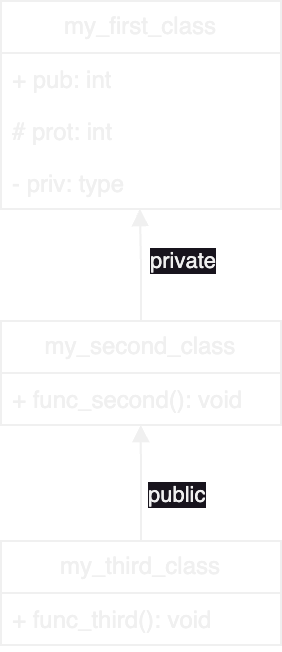 my_first_class
+ pub: int
# prot: int
- priv: type
private
my_second_class
+ func_second(): void
public
my_third_class
+ func_third(): void